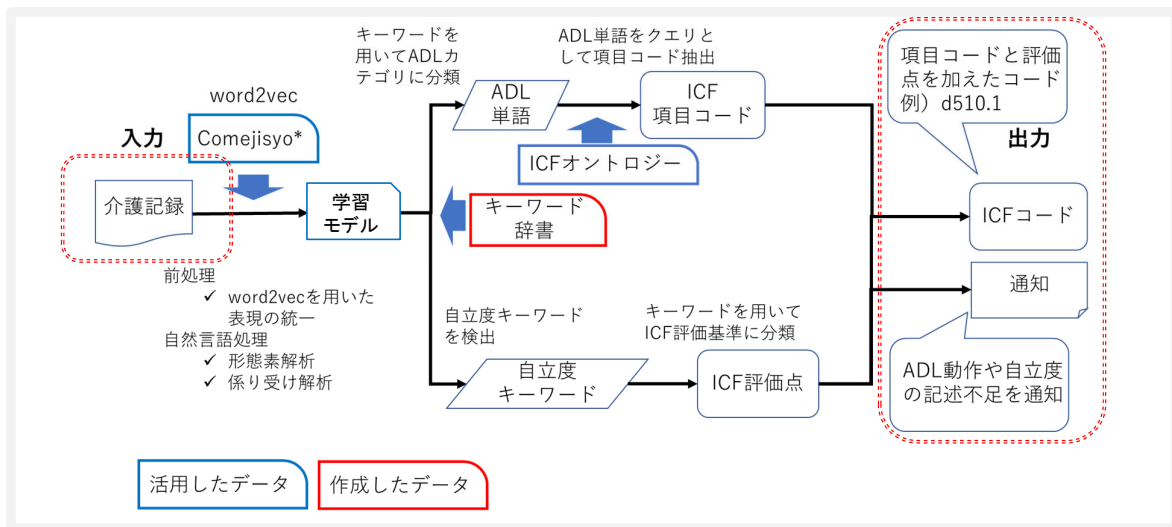 キーワードを
用いてADLカ
テゴリに分類
ADL単語をクエリと
して項目コード抽出
項目コードと評価
点を加えたコード
例）d510.1
word2vec
ADL
単語
ICF
項目コード
入力
Comejisyo*
出力
ICFオントロジー
介護記録
学習
モデル
キーワード
辞書
ICFコード
前処理
✓ word2vecを用いた
表現の統一
自然言語処理
✓ 形態素解析
✓ 係り受け解析
通知
自立度キーワード
を検出
キーワードを用いて
ICF評価基準に分類
自立度
キーワード
ICF評価点
ADL動作や自立度
の記述不足を通知
活用したデータ
作成したデータ